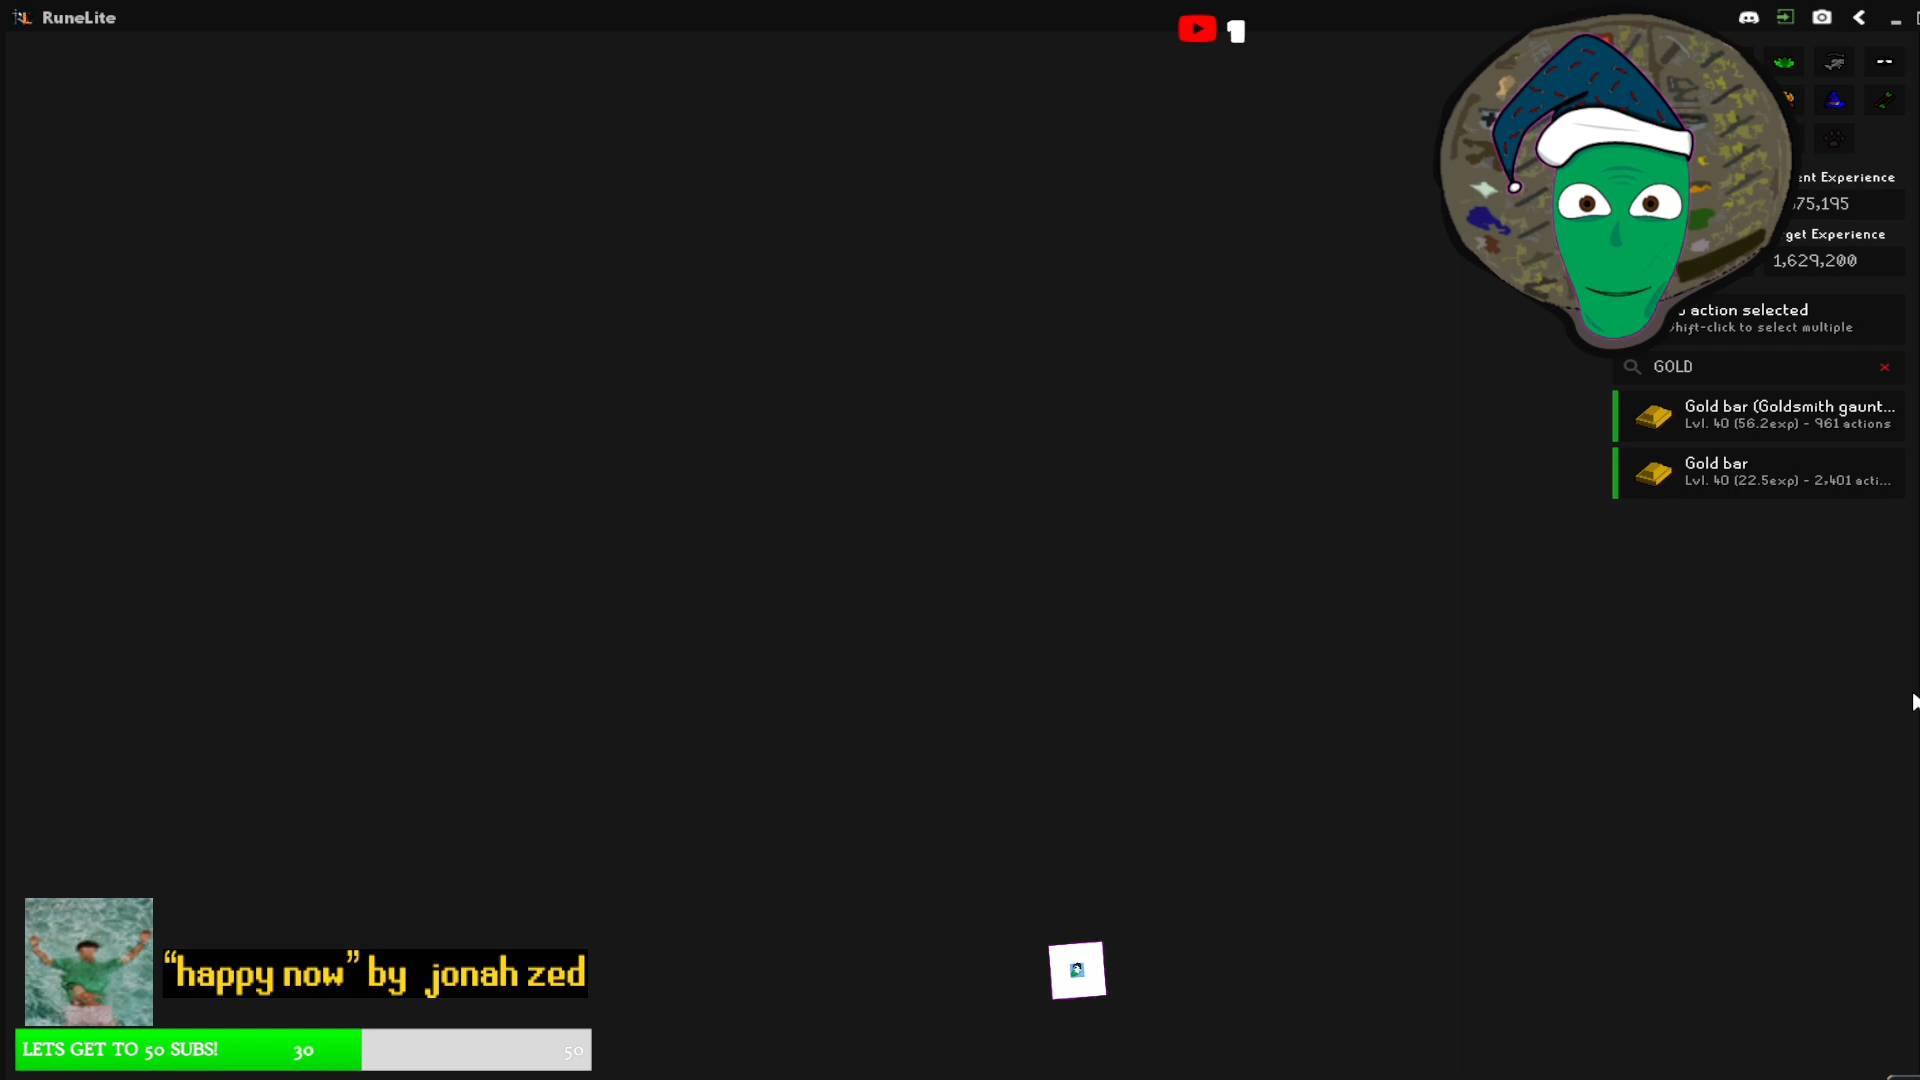 RuneLite
1
ent Experience
75,195
get Experience
1,629,200
action selected
hift-click to select multiple
GOLD
Gold bar (Goldsmith gaunt...
Lvl. 40 (56.2exp) - 961 actions
Gold bar
Lvl. 40 (22.5exp) - 2,401 acti...
“happy now” by jonah zed
LETS GET TO 50 SUBS! 30 50